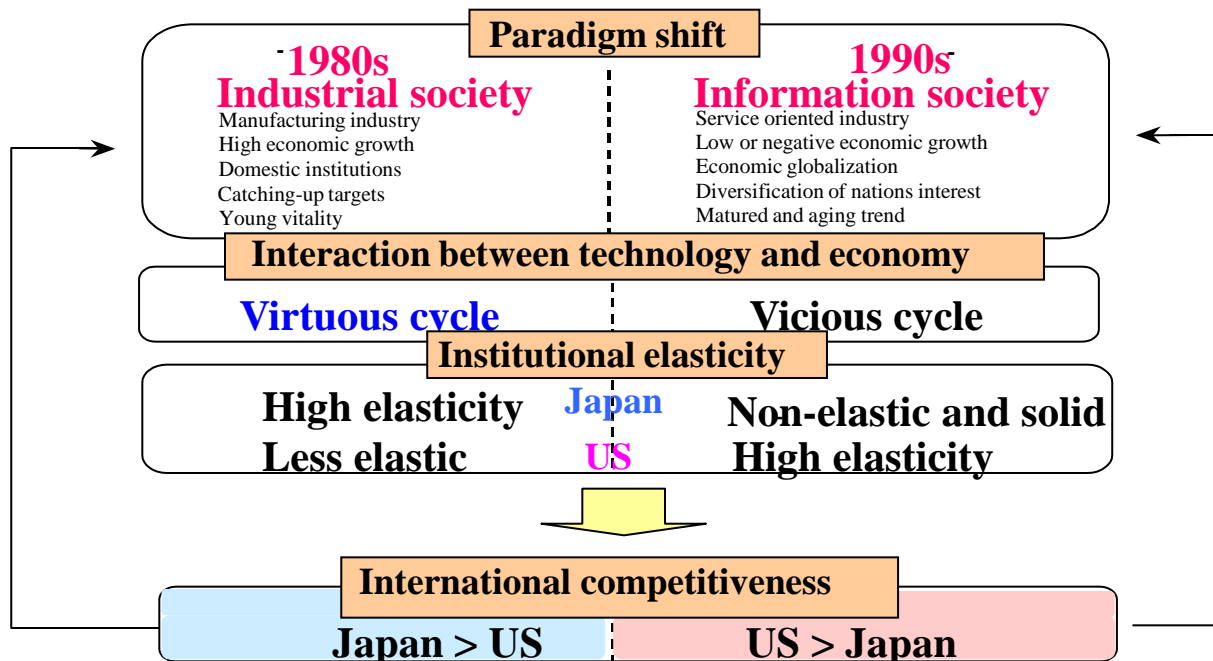 Paradigm shift
-1980s
Industrial society
Manufacturing industry
High economic growth
Domestic institutions
Catching-up targets
Young vitality
1990s-
Information society
Service oriented industry
Low or negative economic growth
Economic globalization
Diversification of nations interest
Matured and aging trend
Interaction between technology and economy
Virtuous cycle
Vicious cycle
Institutional elasticity
High elasticity Japan Non-elastic and solid
Less elastic US High elasticity
International competitiveness
Japan > US
US > Japan